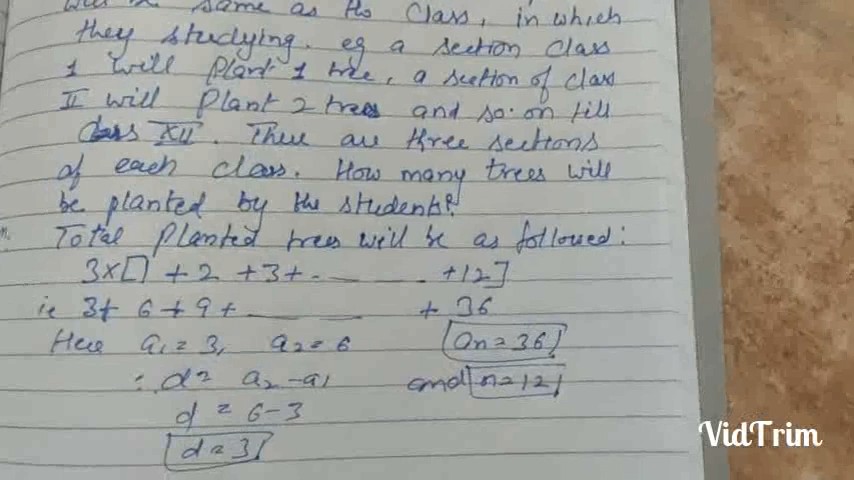 same as the Class, in which
they studying. eg a section class
1 will plant 1 tree, a section of class
II will plant 2 trees and so on till
Class XII. There are three sections
of each class. How many trees will
be planted by the students?
Total planted trees will be as followed:
3×[1 + 2 + 3 + - — — - +12]
ie 3+ 6 + 9 + ———— + 36
Here a1 = 3, a2 = 6 an = 36
∴ d = a2 - a1 and n = 12
d = 6-3
d = 3
VidTrim